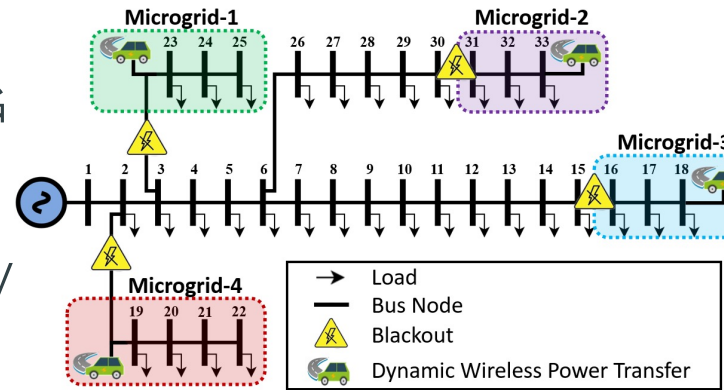 Microgrid-1
Microgrid-2
23 24 25
26 27 28 29 30 31 32 33
Microgrid-3
1 2 3 4 5 6 7 8 9 10 11 12 13 14 15 16 17 18
Microgrid-4
19 20 21 22
Load
Bus Node
Blackout
Dynamic Wireless Power Transfer